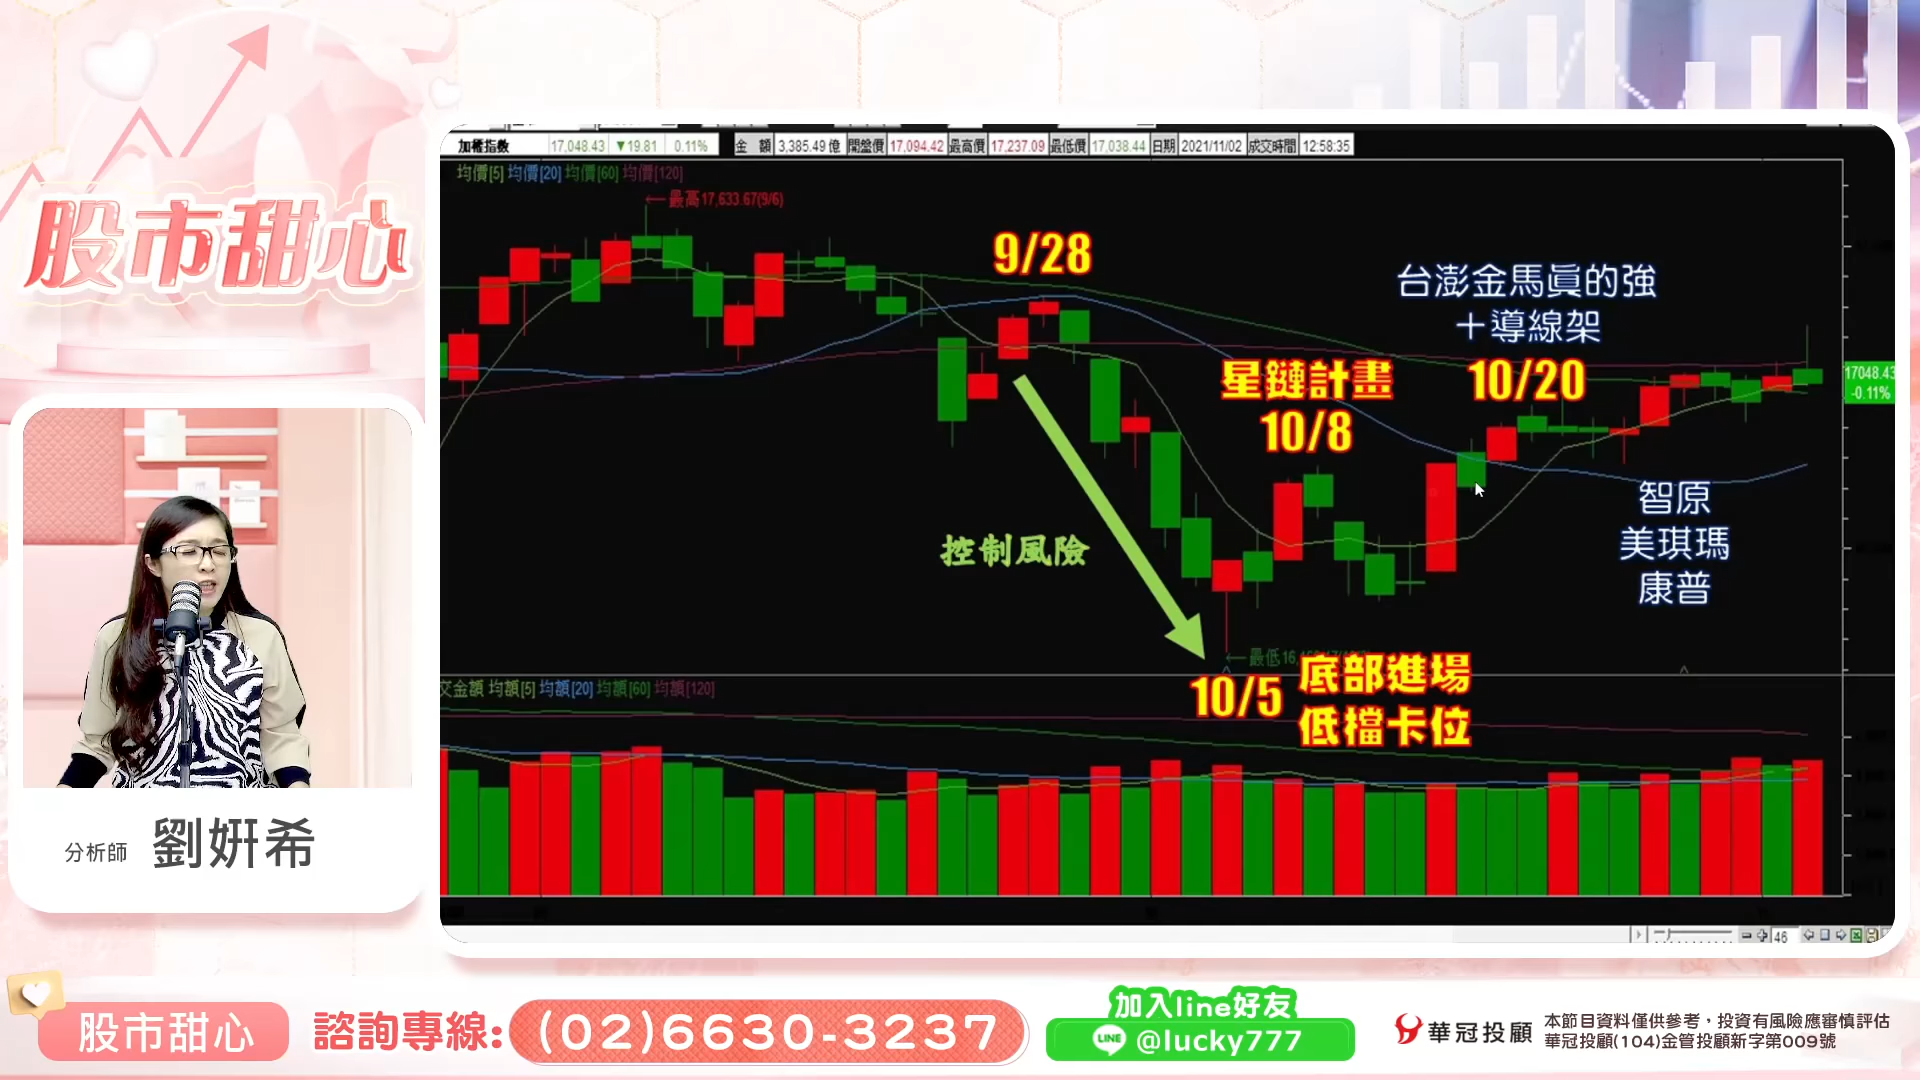 股市甜心
分析師 劉妍希
加權指數 17,048.43 ▼19.81 0.11% 金 額 3,385.49 億 開盤價 17,094.42 最高價 17,237.09 最低價 17,038.44 日期 2021/11/02 成交時間 12:58:35
均價[5] 均價[20] 均價[60] 均價[120]
←最高17,633.67(9/6)
9/28
台澎金馬真的強
＋導線架
10/20
星鏈計畫
10/8
17048.43
-0.11%
控制風險
智原
美琪瑪
康普
←最低16,
10/5
底部進場
低檔卡位
交金額 均額[5] 均額[20] 均額[60] 均額[120]
46
股市甜心
諮詢專線:
(02)6630-3237
加入line好友
LINE @lucky777
華冠投顧
本節目資料僅供參考，投資有風險應審慎評估
華冠投顧(104)金管投顧新字第009號